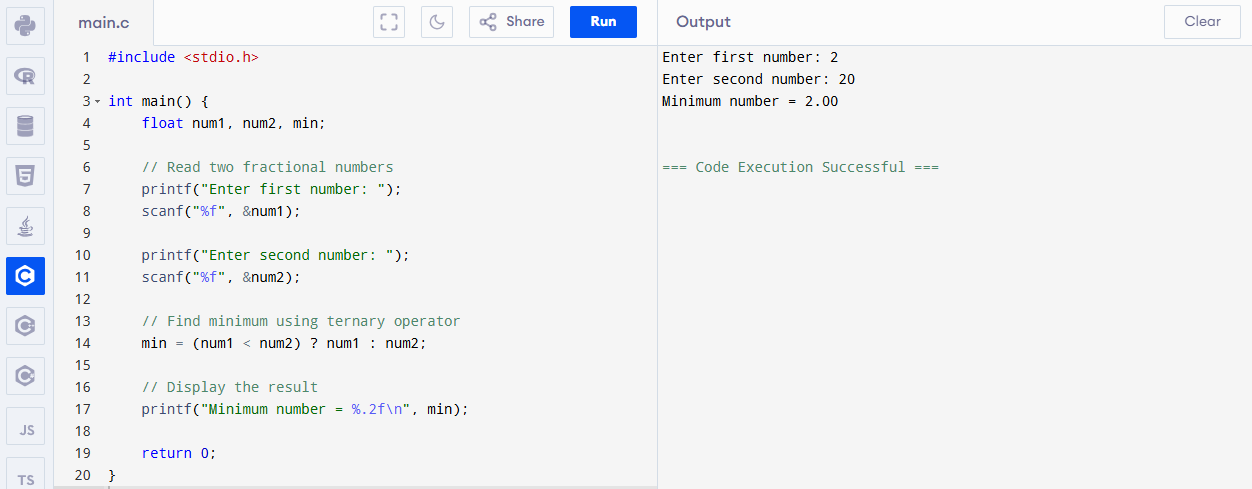 main.c
Share
Run
Output
Clear
1 #include <stdio.h>
2
3 int main() {
4     float num1, num2, min;
5
6     // Read two fractional numbers
7     printf("Enter first number: ");
8     scanf("%f", &num1);
9
10     printf("Enter second number: ");
11     scanf("%f", &num2);
12
13     // Find minimum using ternary operator
14     min = (num1 < num2) ? num1 : num2;
15
16     // Display the result
17     printf("Minimum number = %.2f\n", min);
18
19     return 0;
20 }
Enter first number: 2
Enter second number: 20
Minimum number = 2.00
=== Code Execution Successful ===
R
5
C
C
C
JS
TS